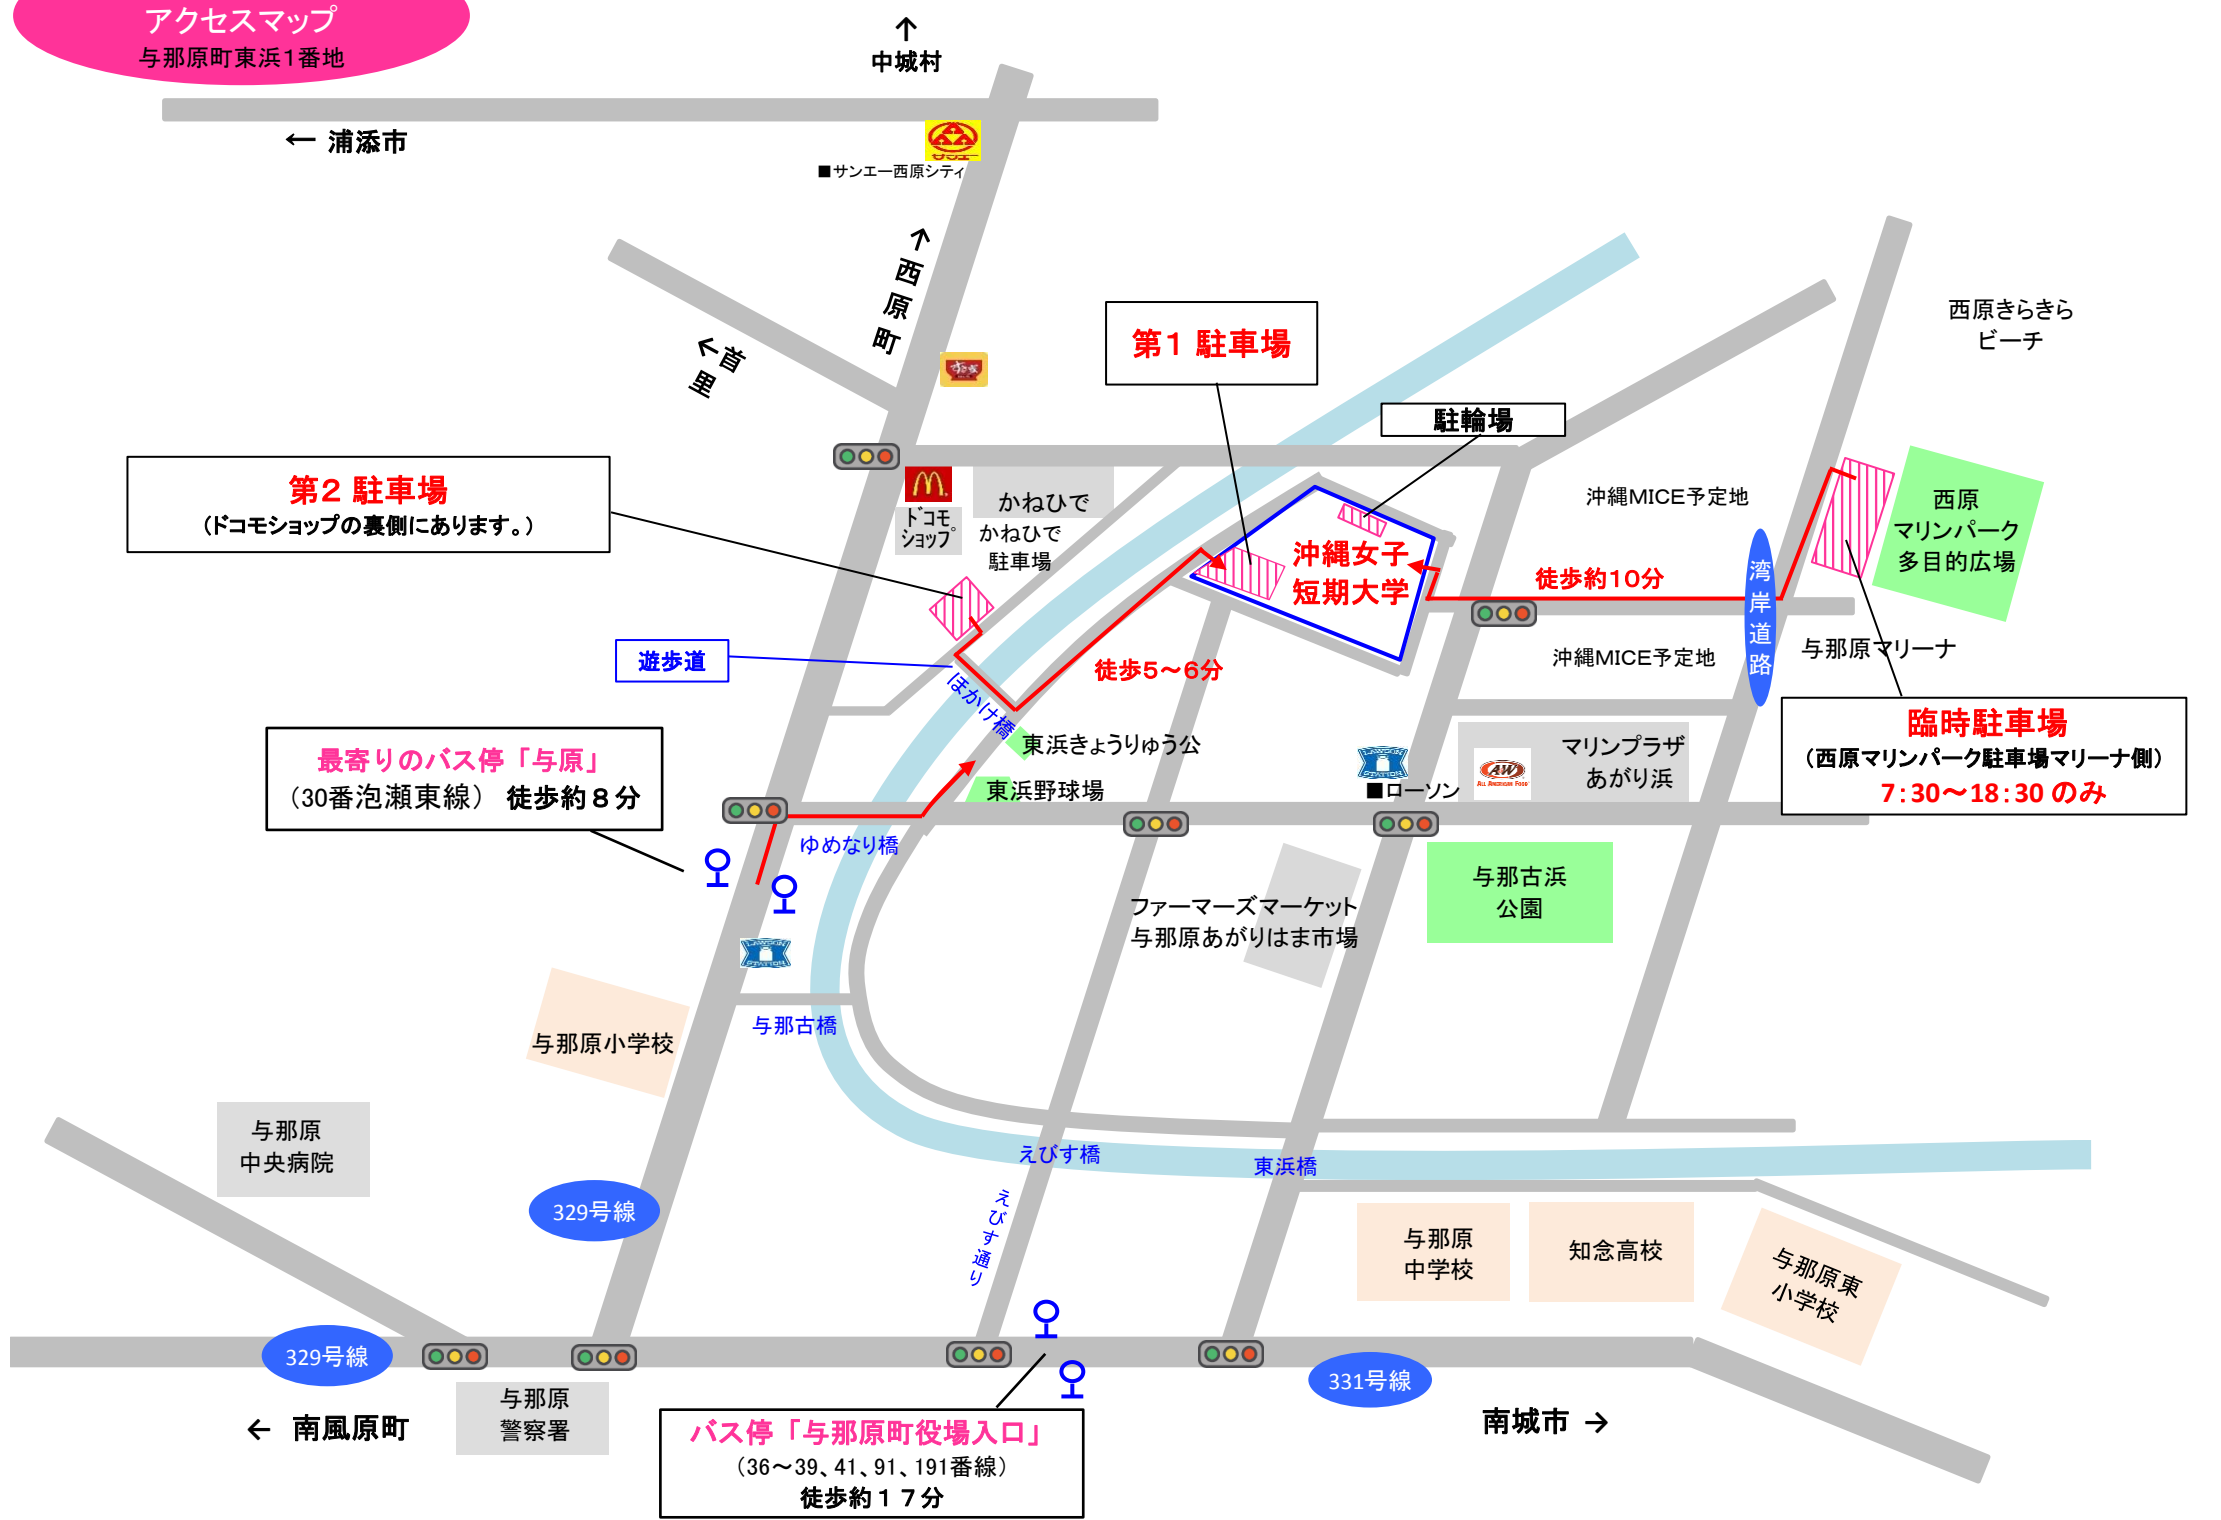 アクセスマップ
与那原町東浜1番地
↑
中城村
← 浦添市
■サンエー西原シティ
↑西原町
←首里
西原きらきら
ビーチ
第1 駐車場
駐輪場
第2 駐車場
(ドコモショップの裏側にあります。)
ドコモ
ショップ
かねひで
かねひで
駐車場
沖縄MICE予定地
西原
マリンパーク
多目的広場
沖縄女子
短期大学
徒歩約10分
湾岸道路
遊歩道
徒歩5～6分
ほかけ橋
沖縄MICE予定地
与那原マリーナ
臨時駐車場
(西原マリンパーク駐車場マリーナ側)
7:30～18:30 のみ
最寄りのバス停「与原」
(30番泡瀬東線) 徒歩約8分
東浜きょうりゅう公
東浜野球場
LAWSON
STATION
■ローソン
A&W
ALL AMERICAN FOOD
マリンプラザ
あがり浜
ゆめなり橋
与那古浜
公園
ファーマーズマーケット
与那原あがりはま市場
LAWSON
STATION
与那古橋
与那原小学校
与那原
中央病院
えびす橋
東浜橋
えびす通り
329号線
与那原
中学校
知念高校
与那原東
小学校
329号線
331号線
← 南風原町
与那原
警察署
南城市 →
バス停「与那原町役場入口」
(36～39、41、91、191番線)
徒歩約17分